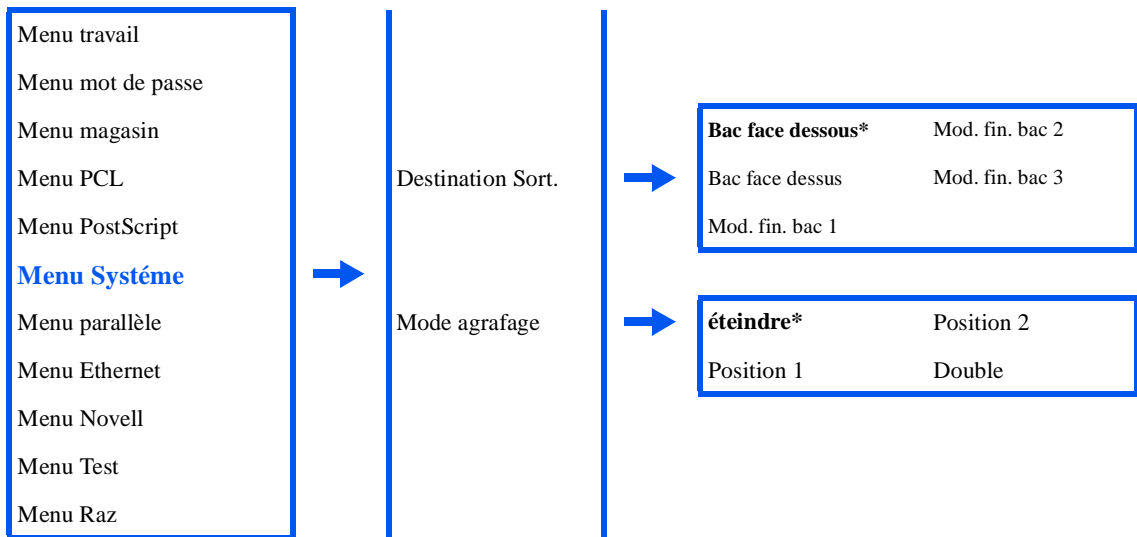 Menu travail
Menu mot de passe
Menu magasin
Menu PCL
Menu PostScript
Menu Systéme
Menu parallèle
Menu Ethernet
Menu Novell
Menu Test
Menu Raz
Destination Sort.
Mode agrafage
Bac face dessous* Mod. fin. bac 2
Bac face dessus Mod. fin. bac 3
Mod. fin. bac 1
éteindre* Position 2
Position 1 Double